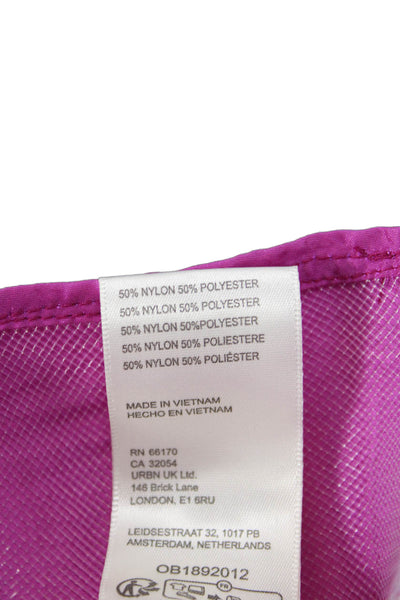 50% NYLON 50% POLYESTER
50% NYLON 50% POLYESTER
50% NYLON 50%POLYESTER
50% NYLON 50% POLIESTERE
50% NYLON 50% POLIÉSTER
MADE IN VIETNAM
HECHO EN VIETNAM
RN 66170
CA 32054
URBN UK Ltd.
146 Brick Lane
LONDON, E1 6RU
LEIDSESTRAAT 32, 1017 PB
AMSTERDAM, NETHERLANDS
OB1892012
FR